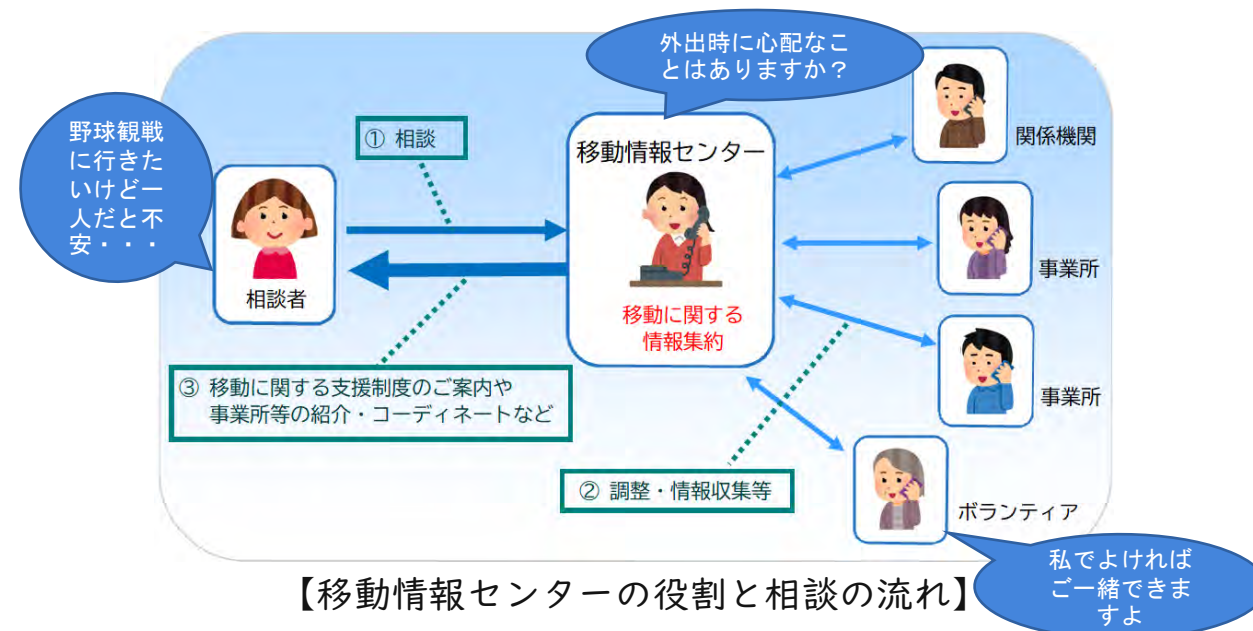 外出時に心配なこ
とはありますか？
野球観戦
に行きた
いけど一
人だと不
安・・・
① 相談
移動情報センター
関係機関
相談者
移動に関する
情報集約
事業所
③ 移動に関する支援制度のご案内や
事業所等の紹介・コーディネートなど
事業所
② 調整・情報収集等
ボランティア
私でよければ
ご一緒できま
すよ
【移動情報センターの役割と相談の流れ】